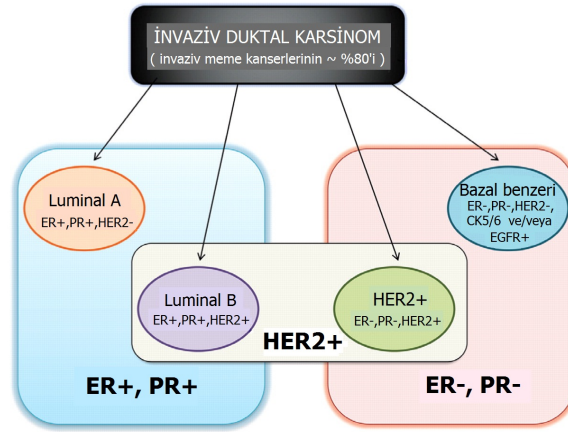 İNVAZİV DUKTAL KARSİNOM
( invaziv meme kanserlerinin ~ %80'i )
Luminal A
ER+,PR+,HER2-
Bazal benzeri
ER-,PR-,HER2-,
CK5/6 ve/veya
EGFR+
Luminal B
ER+,PR+,HER2+
HER2+
ER-,PR-,HER2+
HER2+
ER+, PR+
ER-, PR-